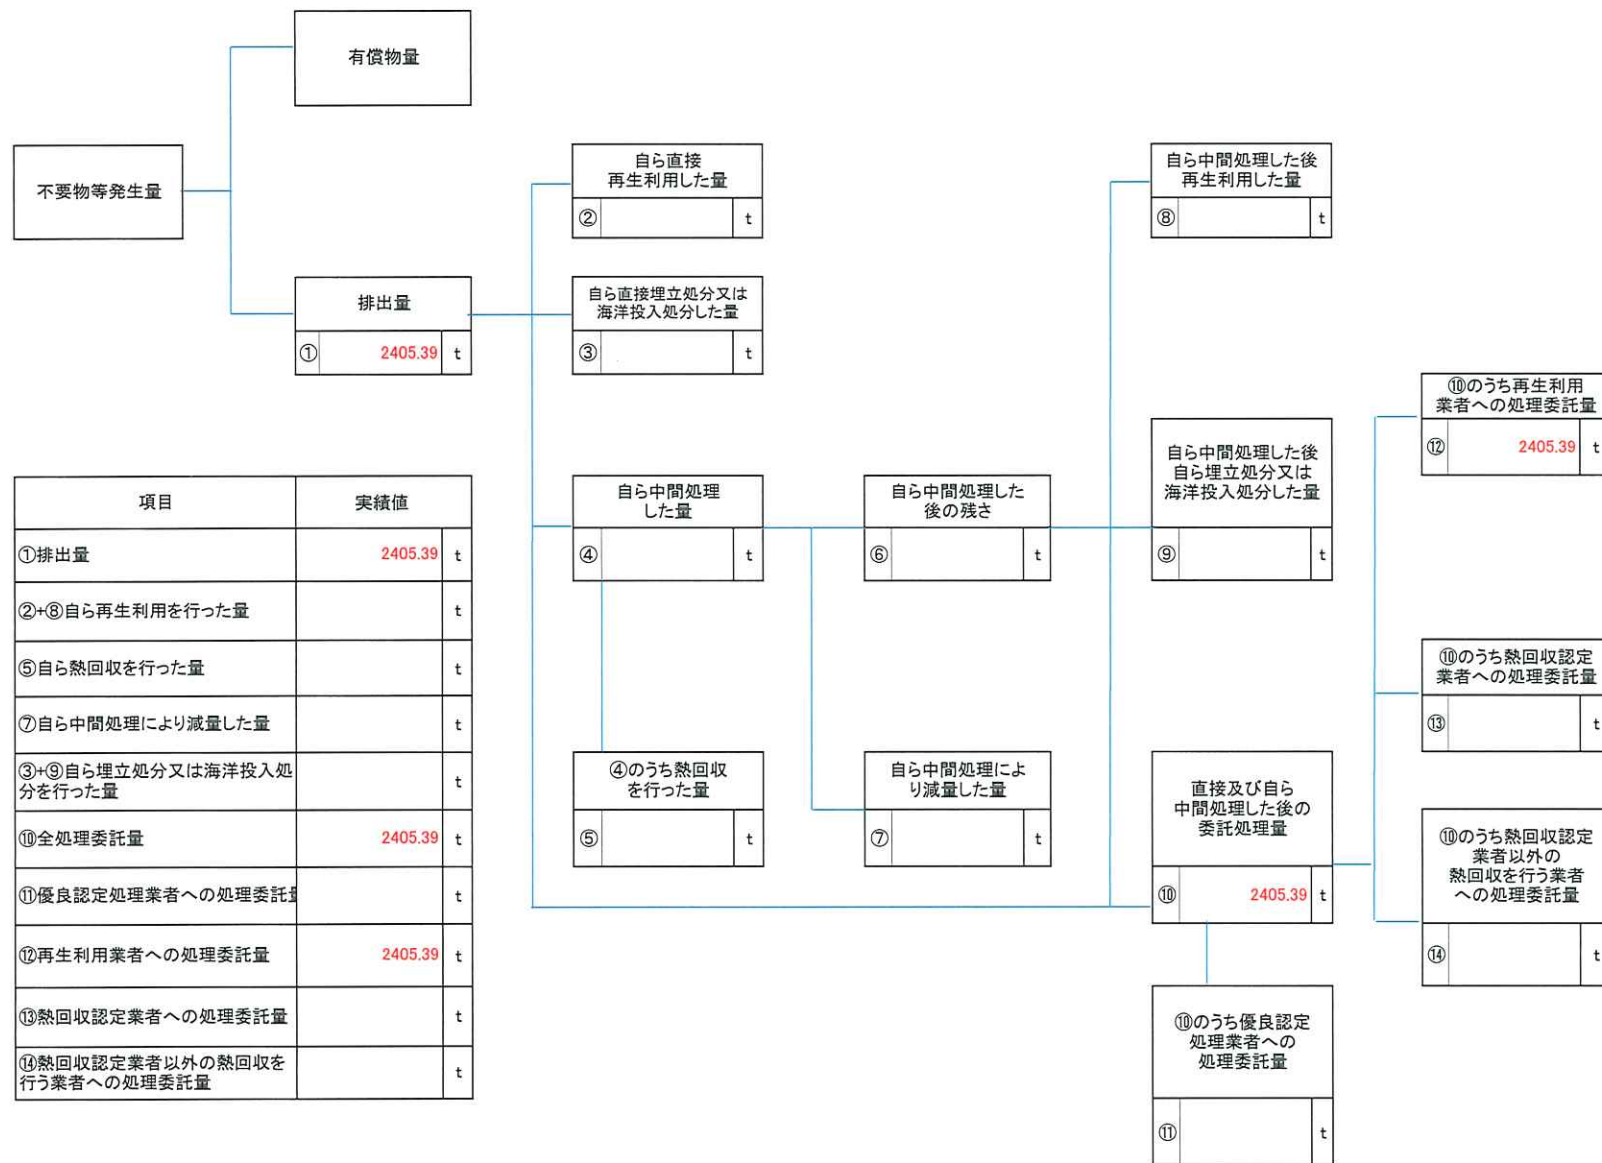 有償物量
不要物等発生量
排出量
① 2405.39 t
自ら直接
再生利用した量
② t
自ら直接埋立処分又は
海洋投入処分した量
③ t
自ら中間処理
した量
④ t
④のうち熱回収
を行った量
⑤ t
自ら中間処理した
後の残さ
⑥ t
自ら中間処理によ
り減量した量
⑦ t
自ら中間処理した後
再生利用した量
⑧ t
自ら中間処理した後
自ら埋立処分又は
海洋投入処分した量
⑨ t
直接及び自ら
中間処理した後の
委託処理量
⑩ 2405.39 t
⑩のうち優良認定
処理業者への
処理委託量
⑪ t
⑩のうち再生利用
業者への処理委託量
⑫ 2405.39 t
⑩のうち熱回収認定
業者への処理委託量
⑬ t
⑩のうち熱回収認定
業者以外の
熱回収を行う業者
への処理委託量
⑭ t
項目 実績値
①排出量 2405.39 t
②+⑧自ら再生利用を行った量 t
⑤自ら熱回収を行った量 t
⑦自ら中間処理により減量した量 t
③+⑨自ら埋立処分又は海洋投入処
分を行った量 t
⑩全処理委託量 2405.39 t
⑪優良認定処理業者への処理委託量 t
⑫再生利用業者への処理委託量 2405.39 t
⑬熱回収認定業者への処理委託量 t
⑭熱回収認定業者以外の熱回収を
行う業者への処理委託量 t